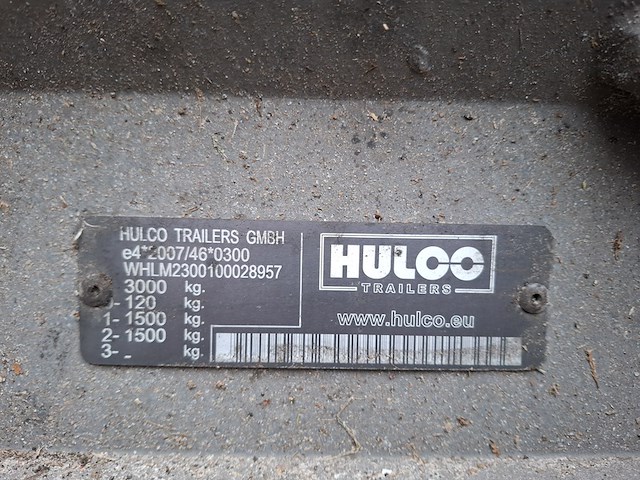 HULCO TRAILERS GMBH
e4*2007/46*0300
WHLM2300100028957
3000 kg.
- 120 kg.
1- 1500 kg.
2- 1500 kg.
3- - kg.
HULCO
TRAILERS
www.hulco.eu